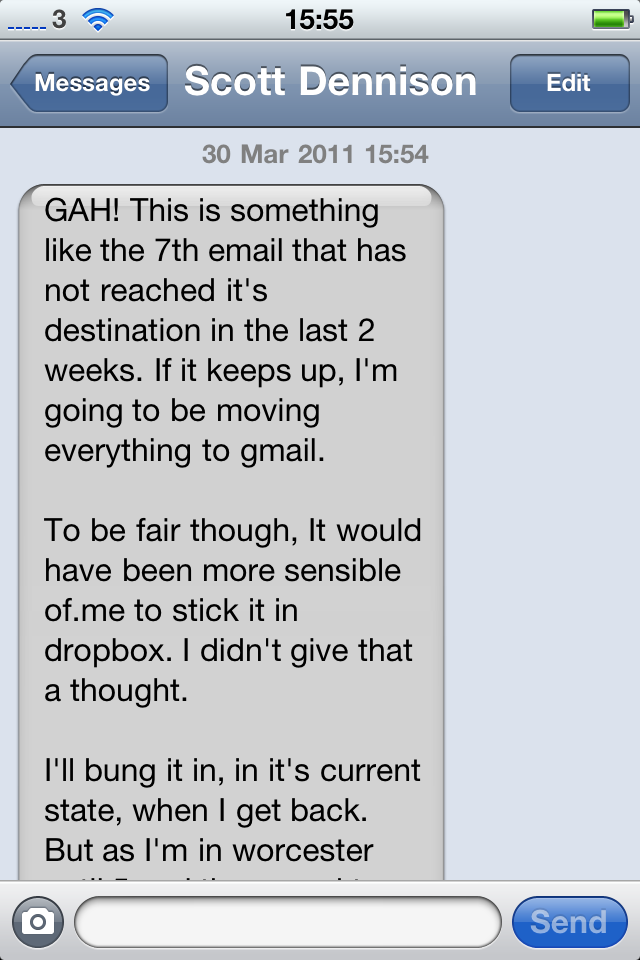 3 15:55
Messages Scott Dennison Edit
30 Mar 2011 15:54
GAH! This is something
like the 7th email that has
not reached it's
destination in the last 2
weeks. If it keeps up, I'm
going to be moving
everything to gmail.
To be fair though, It would
have been more sensible
of.me to stick it in
dropbox. I didn't give that
a thought.
I'll bung it in, in it's current
state, when I get back.
But as I'm in worcester
Send